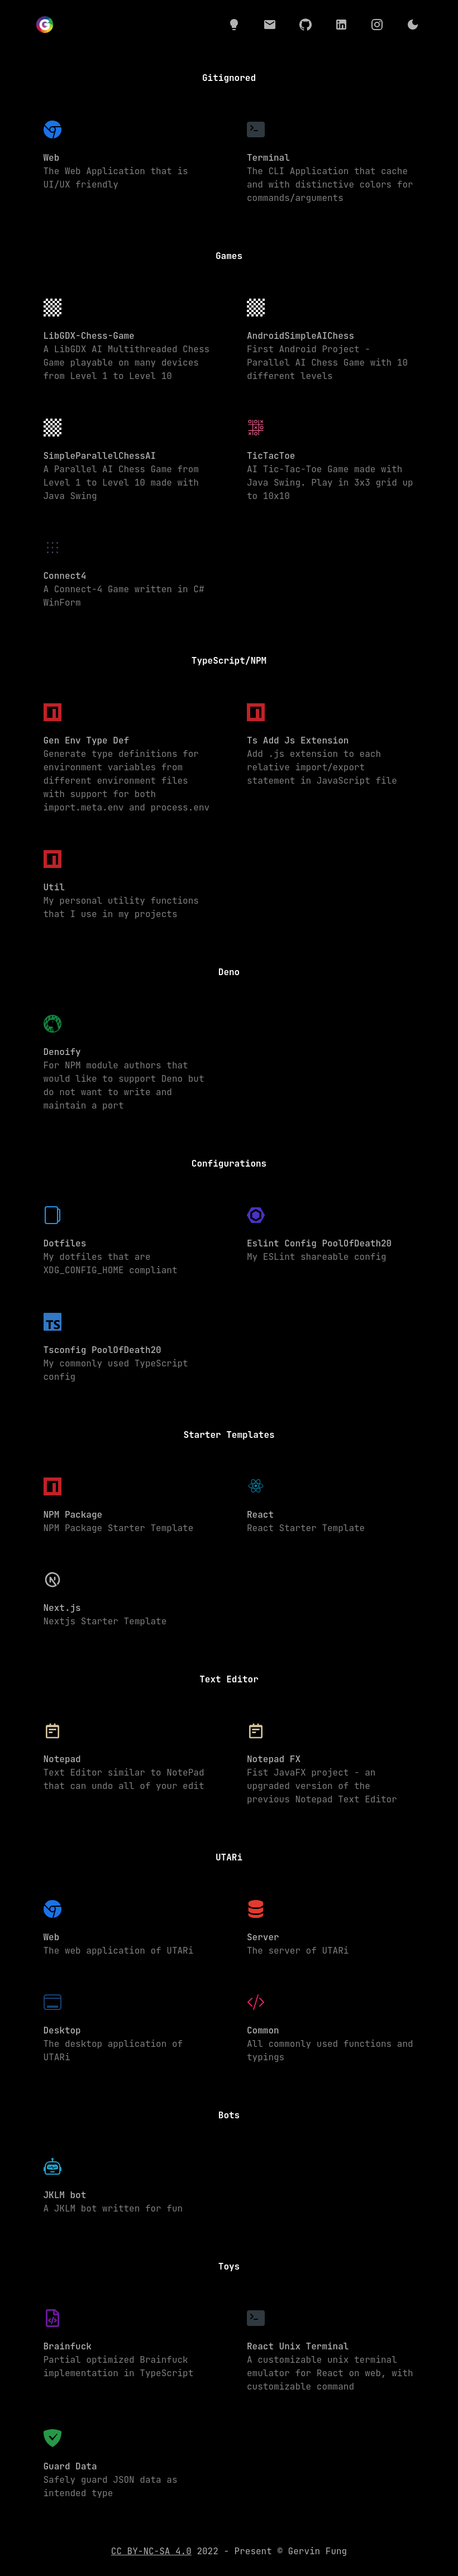 Gitignored
Web
The Web Application that is
UI/UX friendly
Terminal
The CLI Application that cache
and with distinctive colors for
commands/arguments
Games
LibGDX-Chess-Game
A LibGDX AI Multithreaded Chess
Game playable on many devices
from Level 1 to Level 10
AndroidSimpleAIChess
First Android Project -
Parallel AI Chess Game with 10
different levels
SimpleParallelChessAI
A Parallel AI Chess Game from
Level 1 to Level 10 made with
Java Swing
TicTacToe
AI Tic-Tac-Toe Game made with
Java Swing. Play in 3x3 grid up
to 10x10
Connect4
A Connect-4 Game written in C#
WinForm
TypeScript/NPM
Gen Env Type Def
Generate type definitions for
environment variables from
different environment files
with support for both
import.meta.env and process.env
Ts Add Js Extension
Add .js extension to each
relative import/export
statement in JavaScript file
Util
My personal utility functions
that I use in my projects
Deno
Denoify
For NPM module authors that
would like to support Deno but
do not want to write and
maintain a port
Configurations
Dotfiles
My dotfiles that are
XDG_CONFIG_HOME compliant
Eslint Config PoolOfDeath20
My ESLint shareable config
TS
Tsconfig PoolOfDeath20
My commonly used TypeScript
config
Starter Templates
NPM Package
NPM Package Starter Template
React
React Starter Template
Next.js
Nextjs Starter Template
Text Editor
Notepad
Text Editor similar to NotePad
that can undo all of your edit
Notepad FX
Fist JavaFX project - an
upgraded version of the
previous Notepad Text Editor
UTARi
Web
The web application of UTARi
Server
The server of UTARi
Desktop
The desktop application of
UTARi
Common
All commonly used functions and
typings
Bots
JKLM bot
A JKLM bot written for fun
Toys
Brainfuck
Partial optimized Brainfuck
implementation in TypeScript
React Unix Terminal
A customizable unix terminal
emulator for React on web, with
customizable command
Guard Data
Safely guard JSON data as
intended type
CC BY-NC-SA 4.0 2022 - Present © Gervin Fung